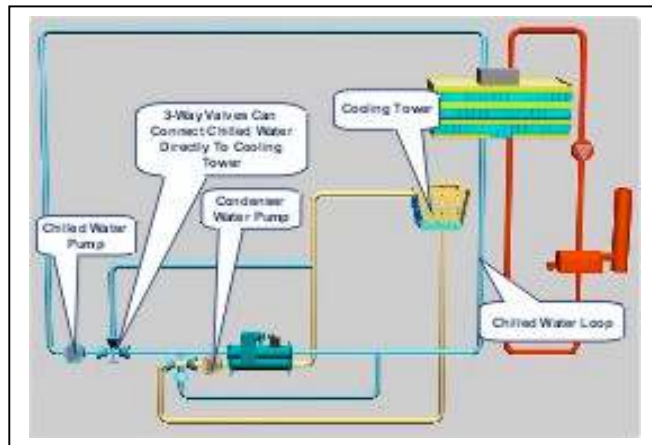 3-Way Valves Can
Connect Chilled Water
Directly To Cooling
Tower
Cooling Tower
Condenser
Water Pump
Chilled Water
Pump
Chilled Water Loop